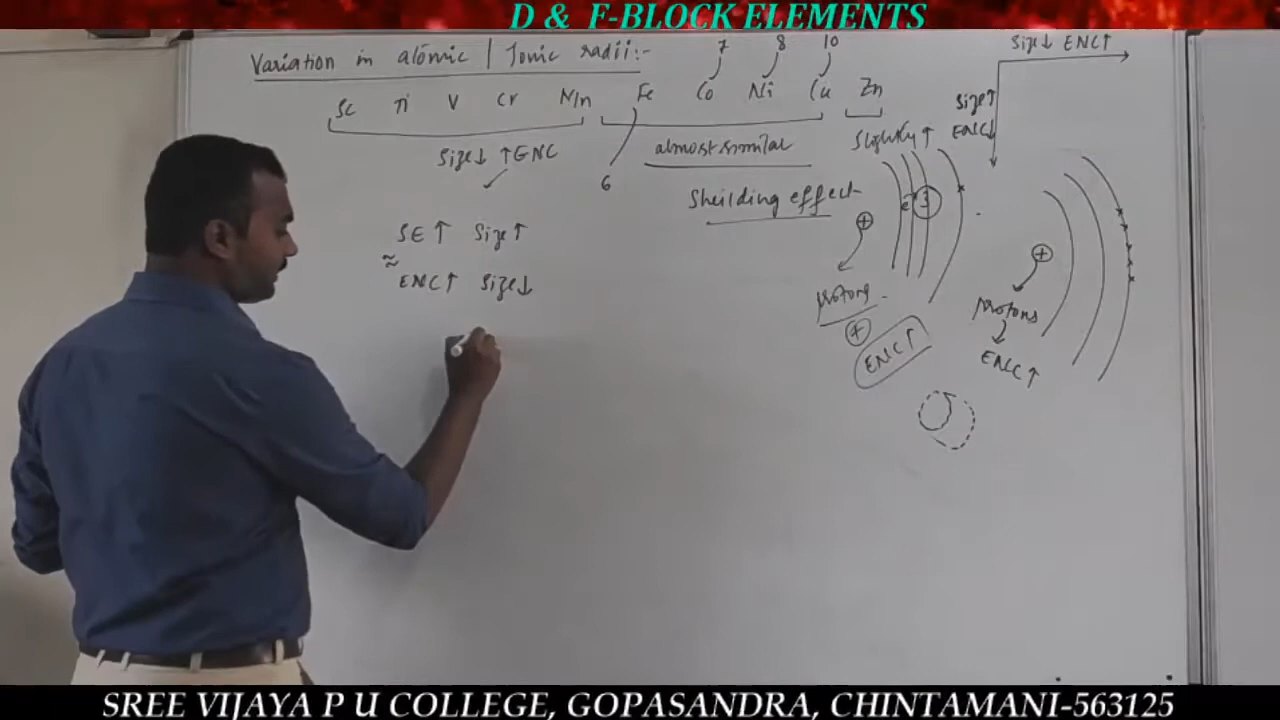 D & F-BLOCK ELEMENTS
Variation in atomic | Ionic radii:-
7 8 10
Size↓ ENC↑
Sc Ti V Cr Mn Fe Co Ni Cu Zn
Size↑
ENC↓
Size↓ ↑ENC
almost similar
Slightly ↑
6
Sheilding effect
SE ↑ Size ↑
≈
ENC↑ Size↓
+
+
protons
protons
+
ENC↑
ENC↑
SREE VIJAYA P U COLLEGE, GOPASANDRA, CHINTAMANI-563125